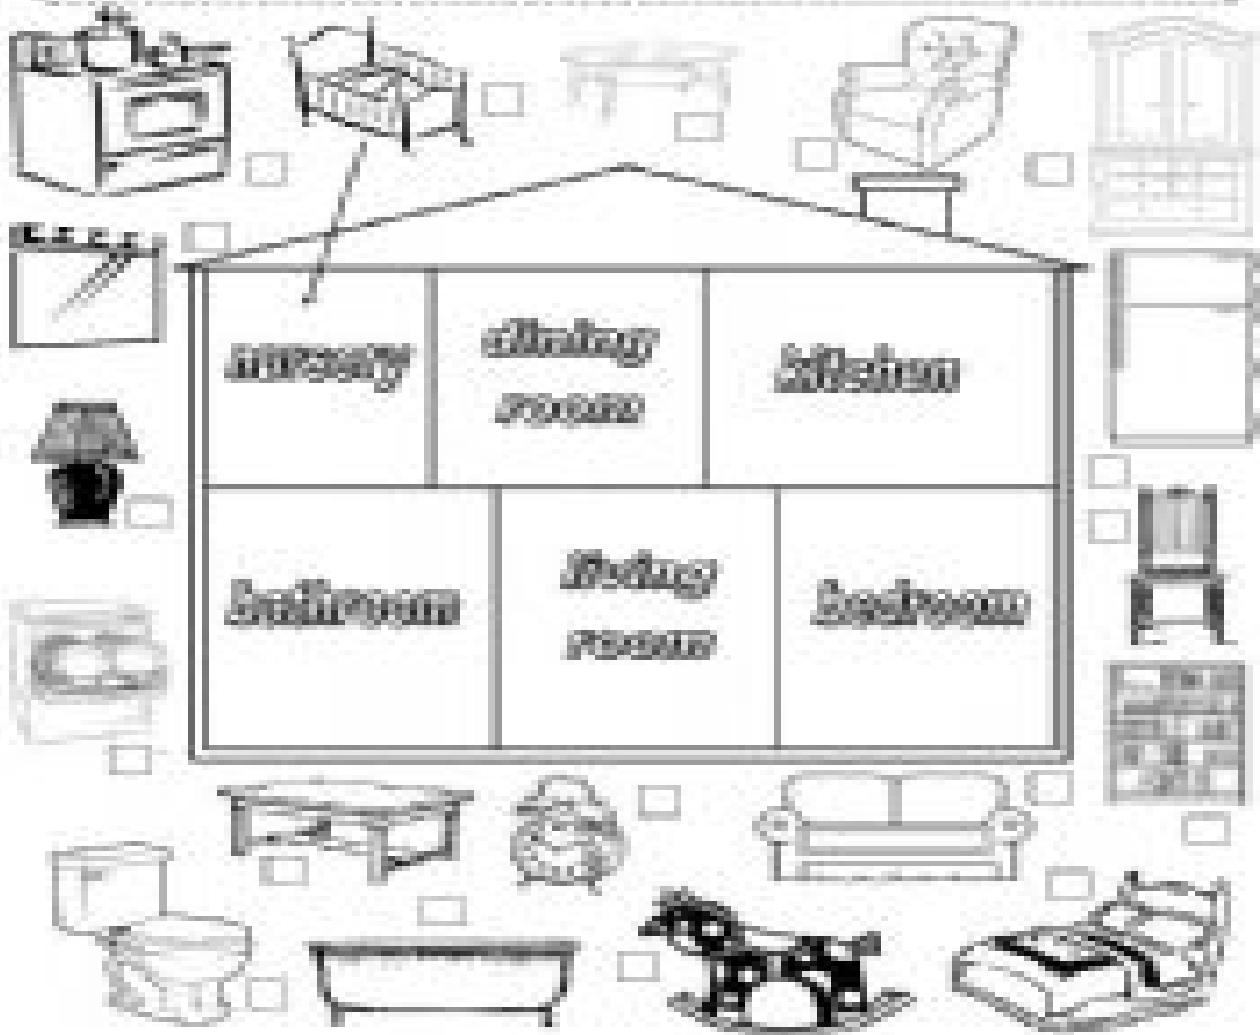 nursery
dining
room
kitchen
bathroom
living
room
bedroom